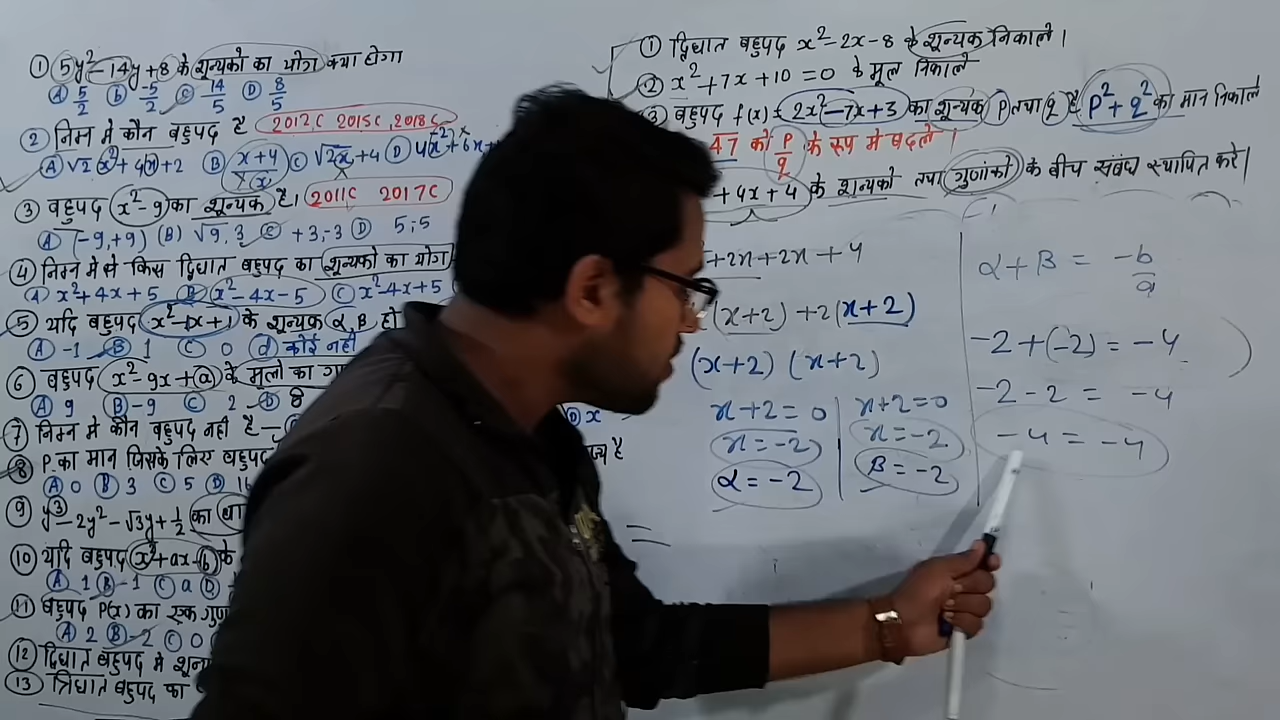 ① 5y²-14y+8 के शून्यको का योग क्या होगा
Ⓐ 5/2 ⓑ -5/2 Ⓒ 14/5 Ⓓ 8/5
② निम्न मे कौन बहुपद है 2012C 2015C, 2018C
Ⓐ √2x²+4x+2 Ⓑ x+4/7x Ⓒ √2x+4 Ⓓ
③ बहुपद x²-9 का शून्यक है। 2011C 2017C
Ⓐ (-9,+9) (B) √9,3 Ⓒ +3,-3 Ⓓ 5,5
④ निम्न मे से किस द्विघात बहुपद का शून्यको का योग
Ⓐ x²+4x+5 Ⓑ x²-4x-5 Ⓒ x²-4x+5
⑤ यदि बहुपद के शून्यक α,β हो
Ⓐ -1 Ⓑ 1 Ⓒ 0 ⓓ कोई नही
⑥ बहुपद x²-9x+a के मूलो का
Ⓐ 9 Ⓑ -9 Ⓒ 2 Ⓓ 8
⑦ निम्न मे कौन बहुपद नही है
Ⓓ x
⑧ P का मान जिसके लिए बहुपद
है
Ⓐ 0 Ⓑ 3 Ⓒ 5 Ⓓ
⑨ y³-2y²-√3y+1/2 का
⑩ यदि बहुपद x²+ax-6 के
Ⓐ 1 Ⓑ -1 Ⓒ a Ⓓ
⑪ बहुपद P(x) का एक
Ⓐ 2 Ⓑ -2 Ⓒ 0
⑫ द्विघात बहुपद मे
⑬ त्रिघात बहुपद का
① द्विघात बहुपद x²-2x-8 के शून्यक निकाले।
② x²+7x+10=0 के मूल निकाले
③ बहुपद f(x)=2x²-7x+3 का शून्यक P तथा q है P²+q² का मान निकाले
47 को P/q के रूप मे बदले।
+4x+4 के शून्यको तथा गुणांको के बीच संबंध स्थापित करे।
+2x+2x+4
(x+2)+2(x+2)
(x+2) (x+2)
x+2=0
x=-2
α=-2
x+2=0
x=-2
β=-2
=
α+β = -b/a
-2+(-2)=-4
-2-2 = -4
-4 = -4